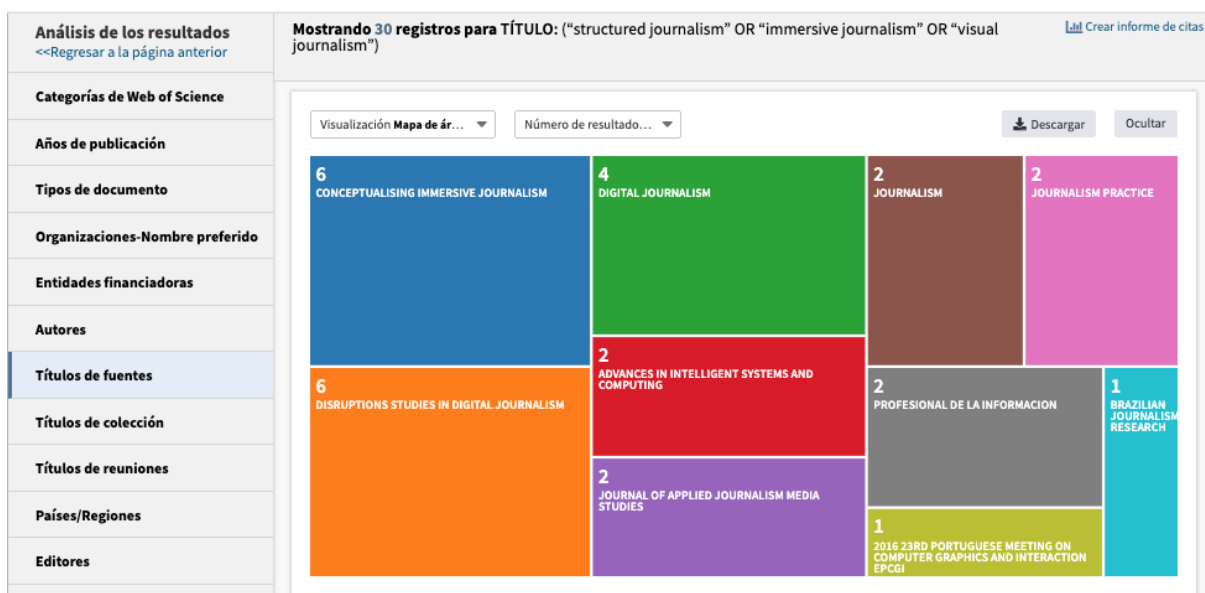 Análisis de los resultados
<<Regresar a la página anterior
Categorías de Web of Science
Años de publicación
Tipos de documento
Organizaciones-Nombre preferido
Entidades financiadoras
Autores
Títulos de fuentes
Títulos de colección
Títulos de reuniones
Países/Regiones
Editores
Mostrando 30 registros para TÍTULO: (“structured journalism” OR “immersive journalism” OR “visual
journalism”)
Crear informe de citas
Visualización Mapa de ár...
Número de resultado...
Descargar
Ocultar
6
CONCEPTUALISING IMMERSIVE JOURNALISM
4
DIGITAL JOURNALISM
2
JOURNALISM
2
JOURNALISM PRACTICE
6
DISRUPTIONS STUDIES IN DIGITAL JOURNALISM
2
ADVANCES IN INTELLIGENT SYSTEMS AND
COMPUTING
2
JOURNAL OF APPLIED JOURNALISM MEDIA
STUDIES
2
PROFESIONAL DE LA INFORMACION
1
BRAZILIAN
JOURNALISM
RESEARCH
1
2016 23RD PORTUGUESE MEETING ON
COMPUTER GRAPHICS AND INTERACTION
EPCGI